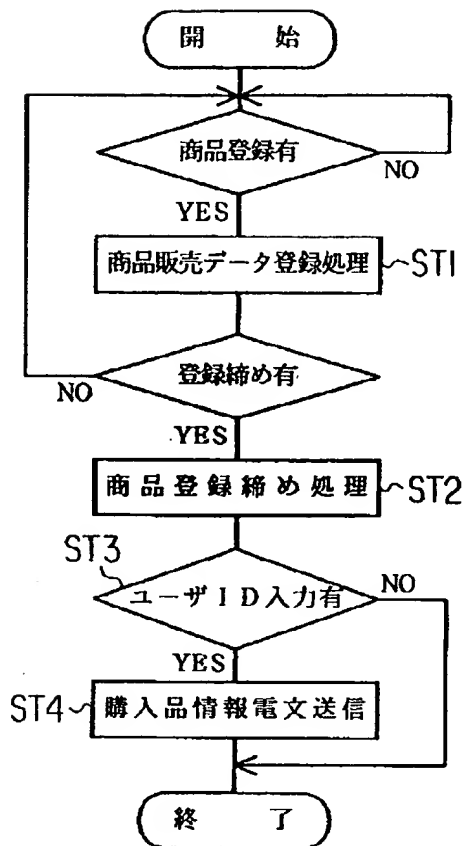 開 始
商品登録有
NO
YES
商品販売データ登録処理
ST1
登録締め有
NO
YES
商品登録締め処理
ST2
ST3
ユーザID入力有
NO
YES
ST4
購入品情報電文送信
終 了